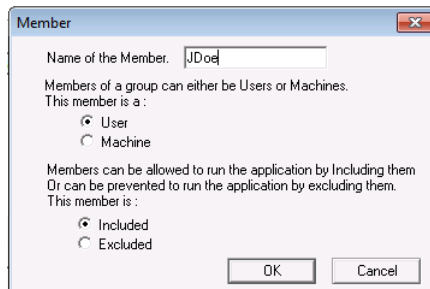 Member
Name of the Member. JDoe
Members of a group can either be Users or Machines.
This member is a :
User
Machine
Members can be allowed to run the application by Including them
Or can be prevented to run the application by excluding them.
This member is :
Included
Excluded
OK Cancel